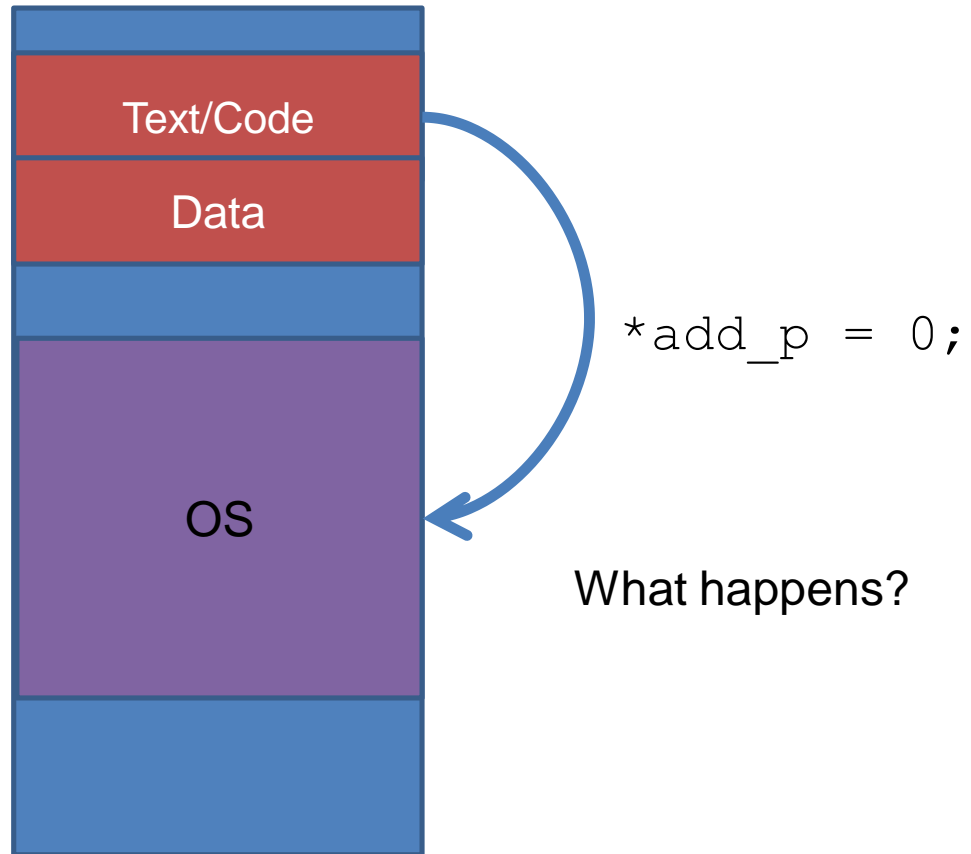 Text/Code
Data
*add_p = 0;
OS
What happens?